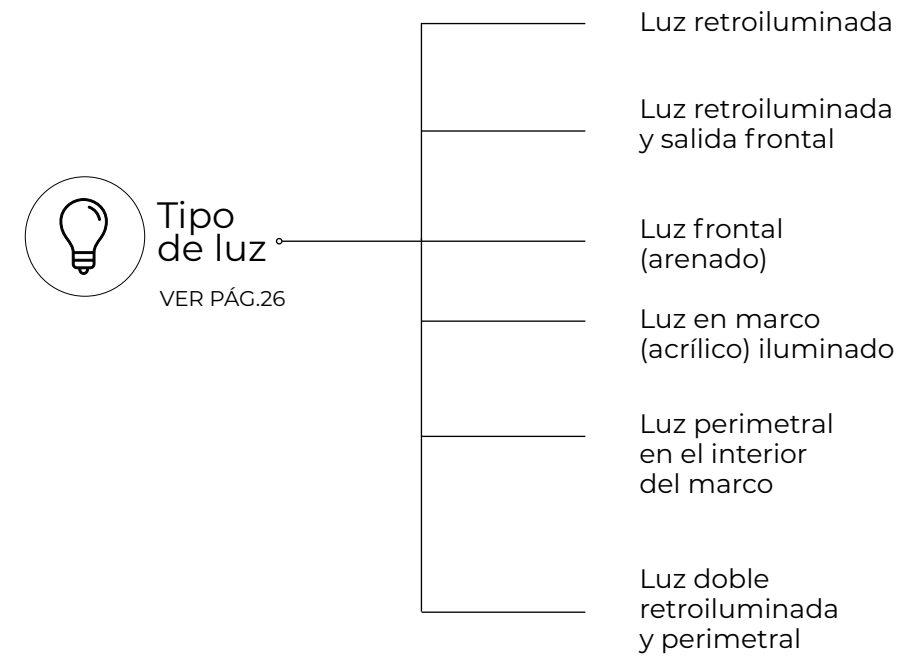 Tipo
de luz
VER PÁG.26
Luz retroiluminada
Luz retroiluminada
y salida frontal
Luz frontal
(arenado)
Luz en marco
(acrílico) iluminado
Luz perimetral
en el interior
del marco
Luz doble
retroiluminada
y perimetral